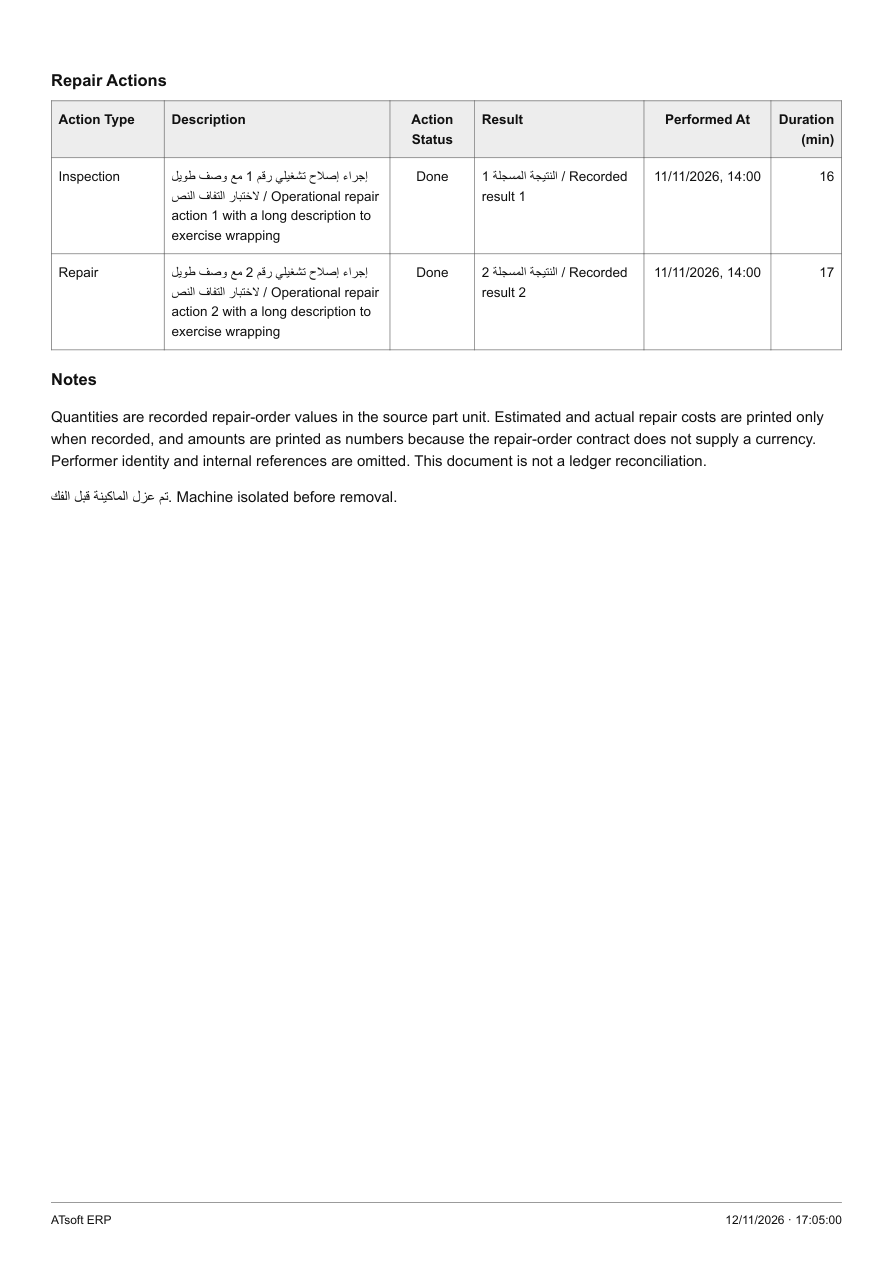 Repair Actions
Action Type
Description
Action
Status
Result
Performed At
Duration
(min)
Inspection
إجراء إصلاح تشغيلي رقم 1 مع وصف طويل
لاختبار التفاف النص / Operational repair
action 1 with a long description to
exercise wrapping
Done
النتيجة المسجلة 1 / Recorded
result 1
11/11/2026, 14:00
16
Repair
إجراء إصلاح تشغيلي رقم 2 مع وصف طويل
لاختبار التفاف النص / Operational repair
action 2 with a long description to
exercise wrapping
Done
النتيجة المسجلة 2 / Recorded
result 2
11/11/2026, 14:00
17
Notes
Quantities are recorded repair-order values in the source part unit. Estimated and actual repair costs are printed only
when recorded, and amounts are printed as numbers because the repair-order contract does not supply a currency.
Performer identity and internal references are omitted. This document is not a ledger reconciliation.
تم عزل الماكينة قبل الفك. Machine isolated before removal.
ATsoft ERP
12/11/2026 · 17:05:00